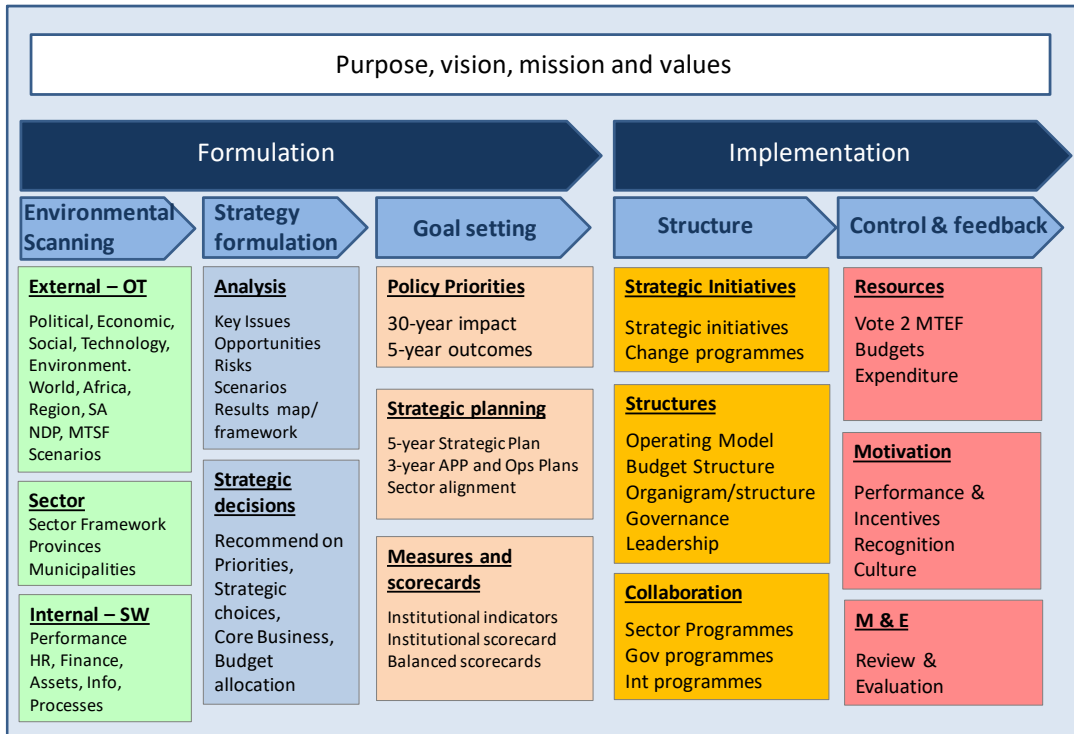 Purpose, vision, mission and values
Formulation
Implementation
Environmental
Scanning
Strategy
formulation
Goal setting
Structure
Control & feedback
External – OT
Political, Economic,
Social, Technology,
Environment.
World, Africa,
Region, SA
NDP, MTSF
Scenarios
Sector
Sector Framework
Provinces
Municipalities
Internal – SW
Performance
HR, Finance,
Assets, Info,
Processes
Analysis
Key Issues
Opportunities
Risks
Scenarios
Results map/
framework
Strategic
decisions
Recommend on
Priorities,
Strategic
choices,
Core Business,
Budget
allocation
Policy Priorities
30-year impact
5-year outcomes
Strategic planning
5-year Strategic Plan
3-year APP and Ops Plans
Sector alignment
Measures and
scorecards
Institutional indicators
Institutional scorecard
Balanced scorecards
Strategic Initiatives
Strategic initiatives
Change programmes
Structures
Operating Model
Budget Structure
Organigram/structure
Governance
Leadership
Collaboration
Sector Programmes
Gov programmes
Int programmes
Resources
Vote 2 MTEF
Budgets
Expenditure
Motivation
Performance &
Incentives
Recognition
Culture
M & E
Review &
Evaluation